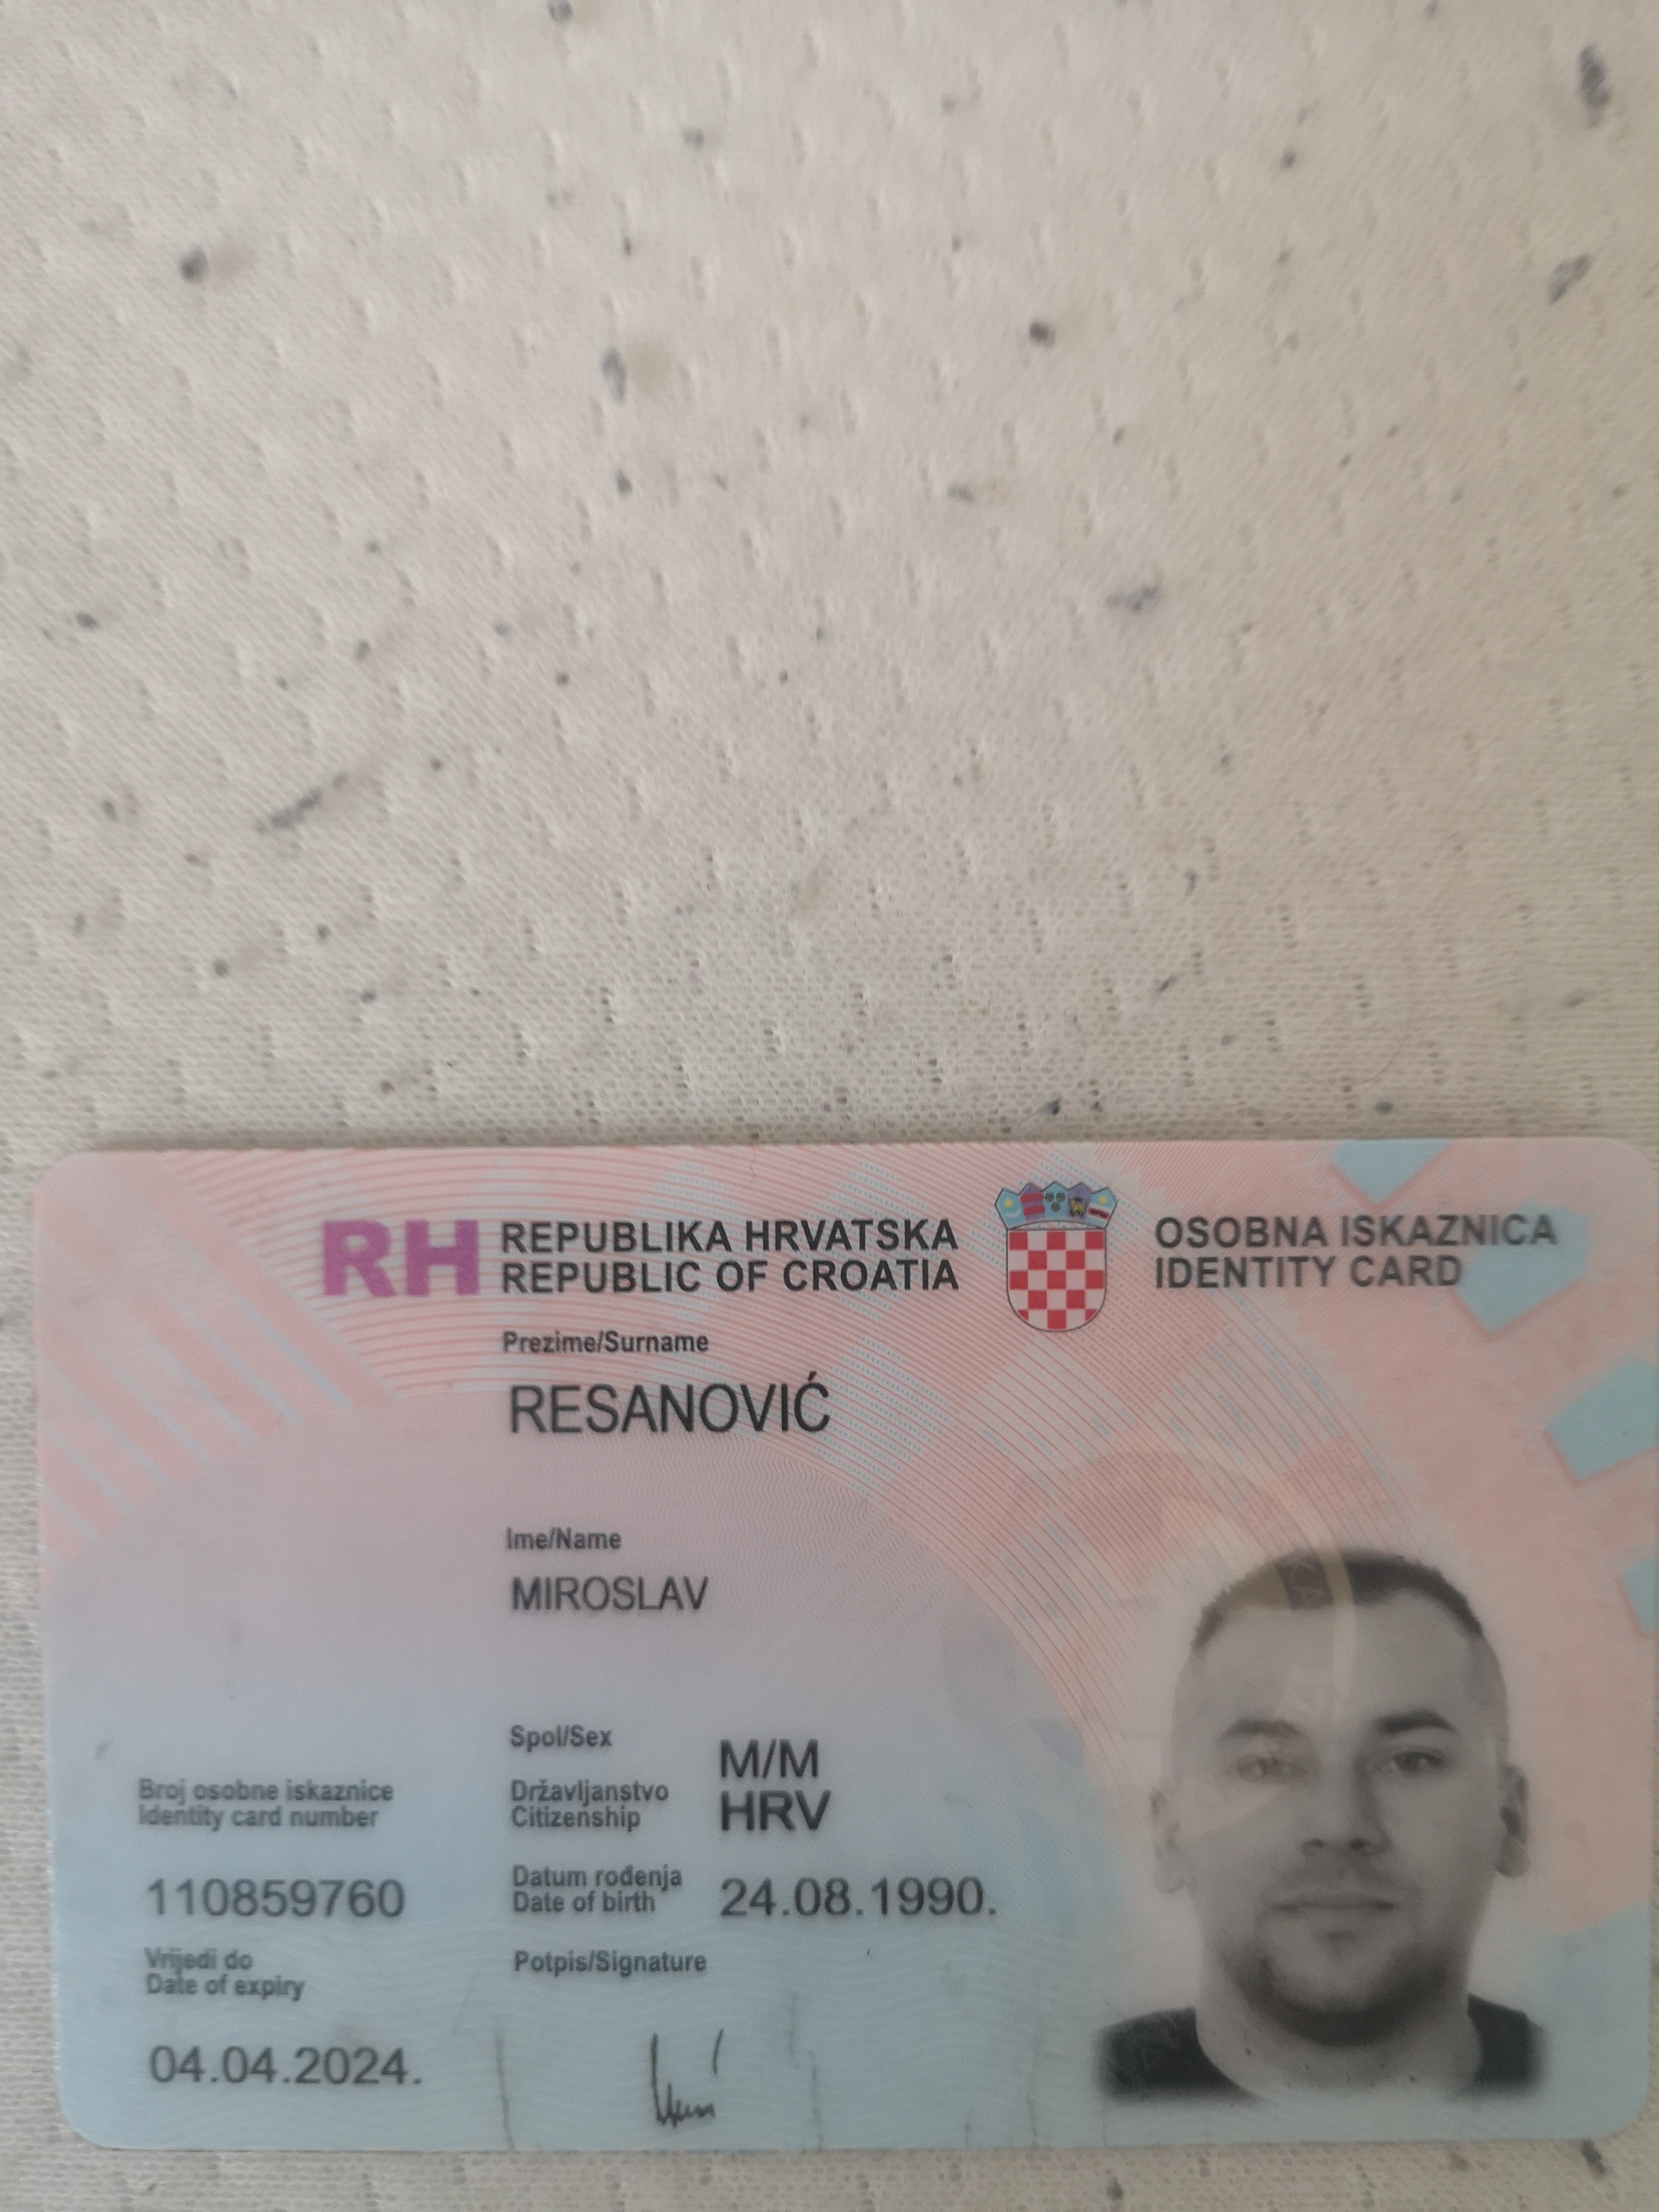 RH REPUBLIKA HRVATSKA
REPUBLIC OF CROATIA
OSOBNA ISKAZNICA
IDENTITY CARD
Prezime/Surname
RESANOVIĆ
Ime/Name
MIROSLAV
Spol/Sex
M/M
Državljanstvo
Citizenship
HRV
Broj osobne iskaznice
Identity card number
110859760
Datum rođenja
Date of birth
24.08.1990.
Vrijedi do
Date of expiry
04.04.2024.
Potpis/Signature